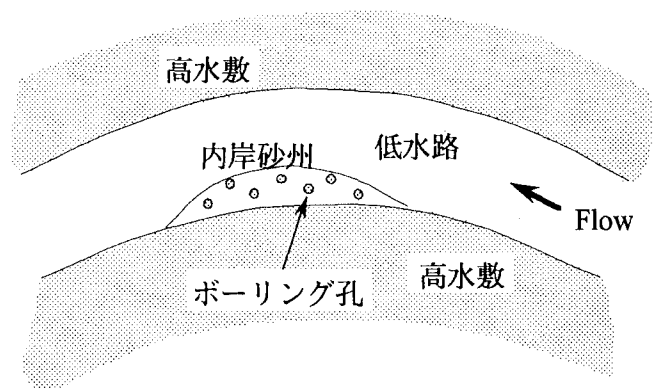 高水敷
内岸砂州
低水路
Flow
ボーリング孔
高水敷